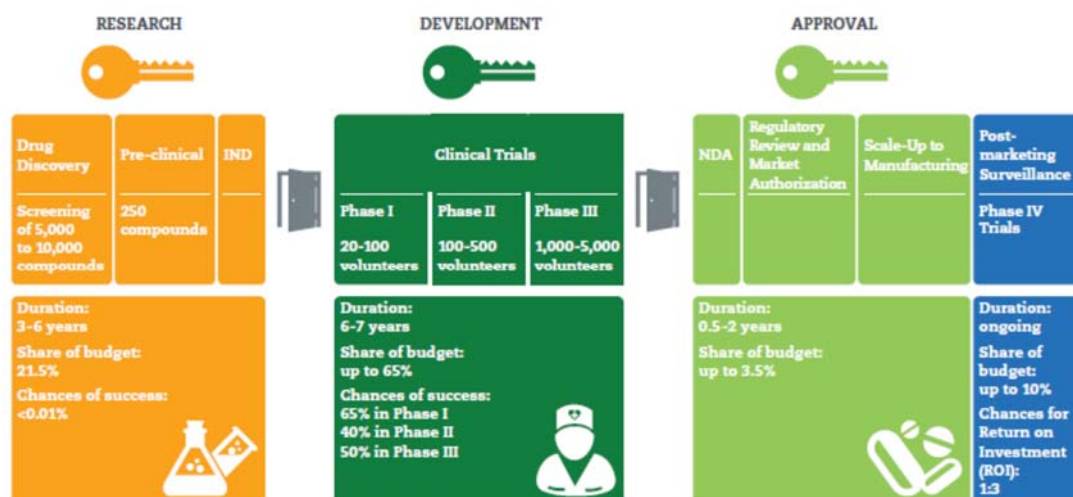 RESEARCH
DEVELOPMENT
APPROVAL
Drug
Discovery
Pre-clinical
IND
Screening
of 5,000
to 10,000
compounds
250
compounds
Clinical Trials
Phase I
20-100
volunteers
Phase II
100-500
volunteers
Phase III
1,000-5,000
volunteers
NDA
Regulatory
Review and
Market
Authorization
Scale-Up to
Manufacturing
Post-
marketing
Surveillance
Phase IV
Trials
Duration:
3-6 years
Share of budget:
21.5%
Chances of success:
<0.01%
Duration:
6-7 years
Share of budget:
up to 65%
Chances of success:
65% in Phase I
40% in Phase II
50% in Phase III
Duration:
0.5-2 years
Share of budget:
up to 3.5%
Duration:
ongoing
Share of
budget:
up to 10%
Chances for
Return on
Investment
(ROI):
1:3